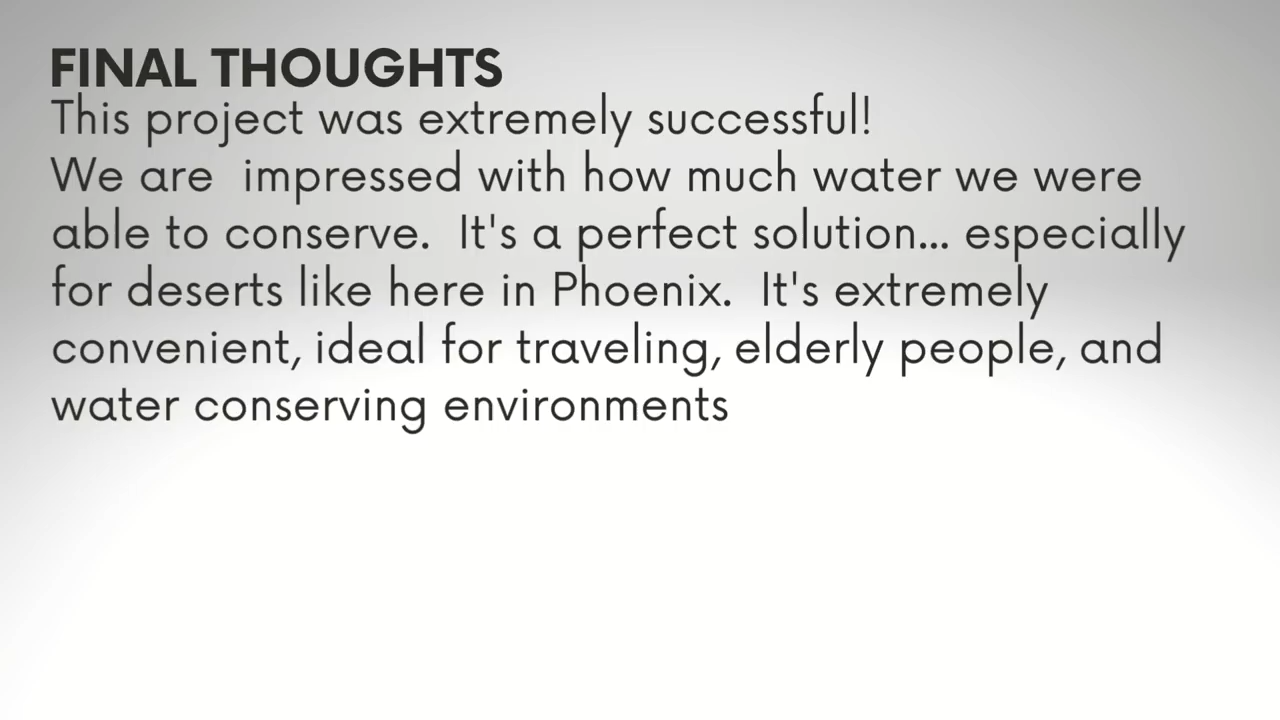 FINAL THOUGHTS
This project was extremely successful!
We are  impressed with how much water we were
able to conserve.  It's a perfect solution... especially
for deserts like here in Phoenix.  It's extremely
convenient, ideal for traveling, elderly people, and
water conserving environments